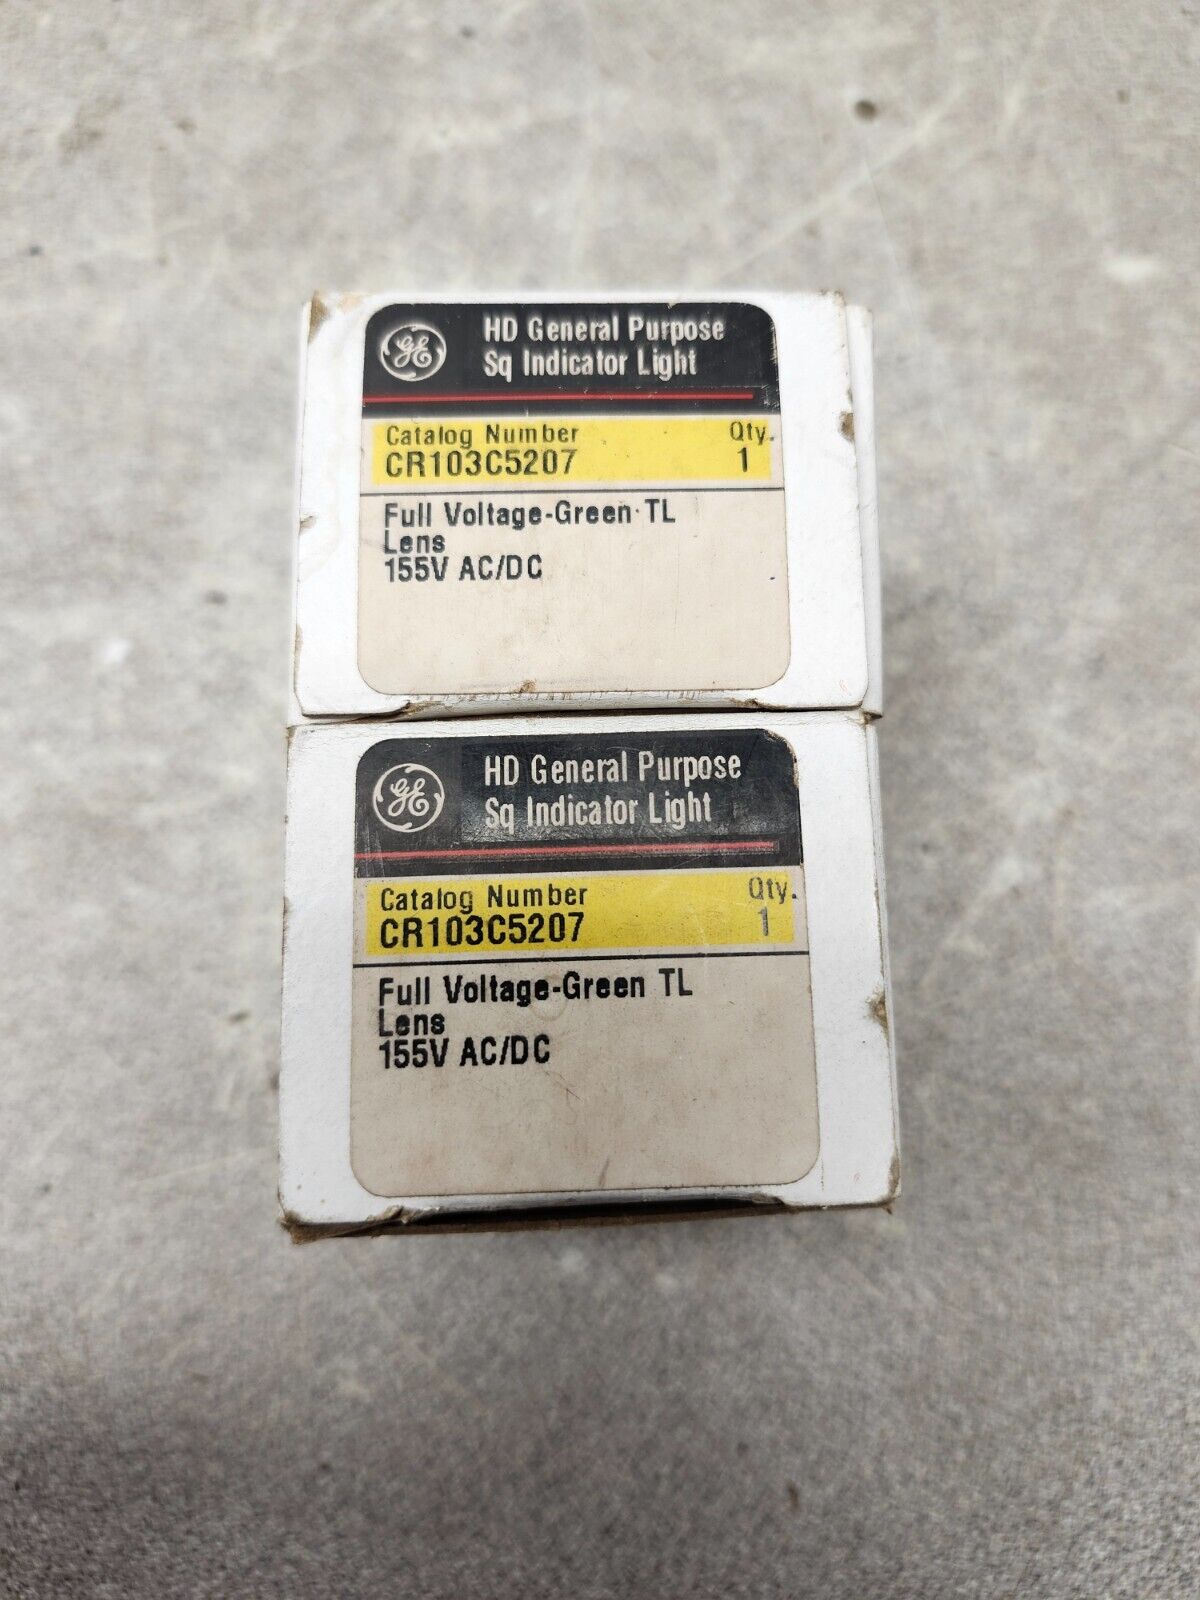 GE
HD General Purpose
Sq Indicator Light
Catalog Number Qty.
CR103C5207 1
Full Voltage-Green TL
Lens
155V AC/DC
GE
HD General Purpose
Sq Indicator Light
Catalog Number Qty.
CR103C5207 1
Full Voltage-Green TL
Lens
155V AC/DC